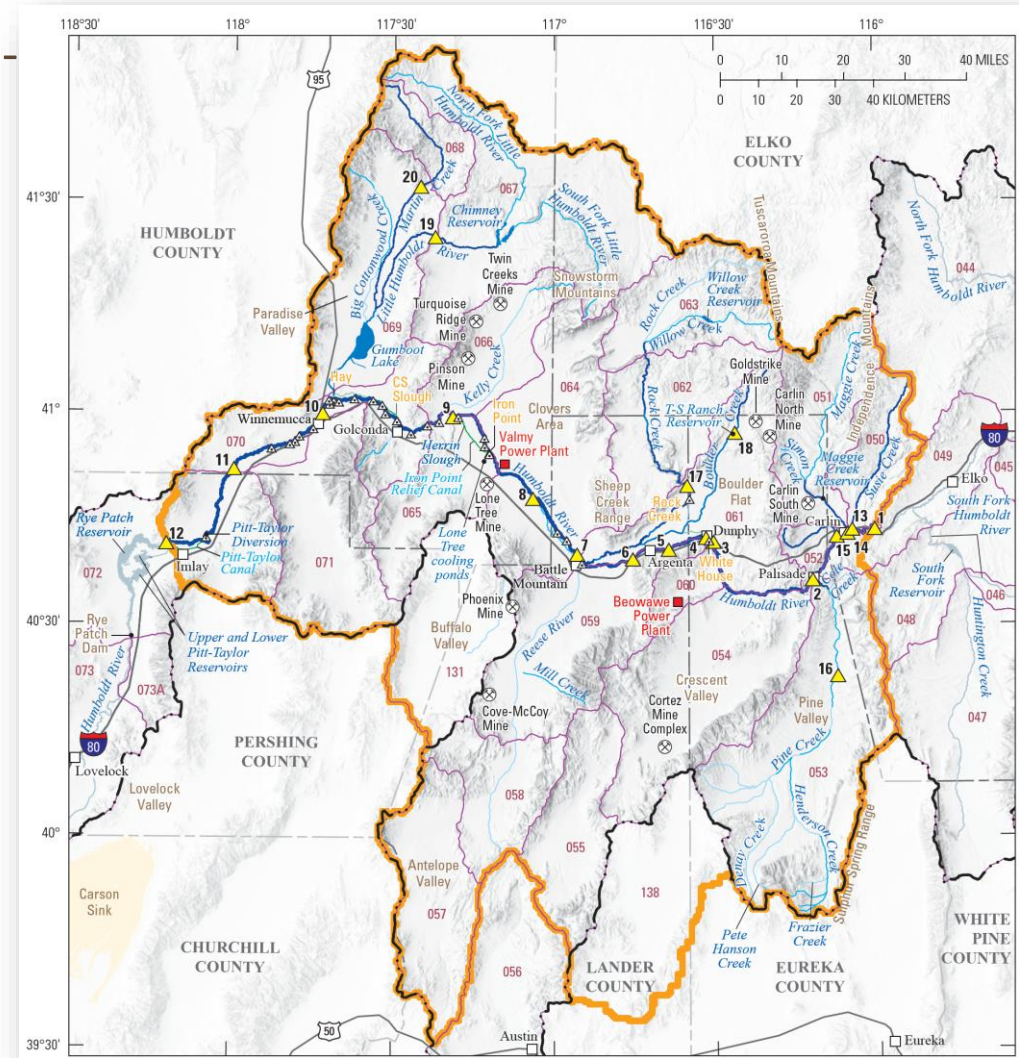 118°30'
118°
117°30'
117°
116°30'
116°
0 10 20 30 40 MILES
0 10 20 30 40 KILOMETERS
95
ELKO
COUNTY
North Fork Little
Humboldt River
068
067
41°30'
20
Martin Creek
19
Chimney
Reservoir
South Fork Little
Humboldt River
North Fork
Humboldt River
044
HUMBOLDT
COUNTY
Big Cottonwood Creek
Little Humboldt River
Twin
Creeks
Mine
Snowstorm
Mountains
Tuscaroroa Mountains
Independence Mountains
Paradise
Valley
Turquoise
Ridge
Mine
Rock Creek
063
Willow
Creek
Reservoir
Willow Creek
069
066
Gumboot
Lake
Pinson
Mine
Kelly Creek
064
062
Goldstrike
Mine
Maggie Creek
051
Hay
CS
Slough
Rock Creek
T-S Ranch
Reservoir
Boulder Creek
Carlin
North
Mine
050
41°
10
Winnemucca
Golconda
9
Iron
Point
Clovers
Area
18
Simon Creek
Maggie
Creek
Reservoir
Susie Creek
80
049
045
070
11
Herrin
Slough
Valmy
Power Plant
Iron Point
Relief Canal
Humboldt River
Sheep
Creek
Range
17
Boulder
Flat
Carlin
South
Mine
Elko
Rock
Creek
061
Carlin
13
1
South Fork
Humboldt
River
Rye Patch
Reservoir
12
Pitt-Taylor
Diversion
Pitt-Taylor
Canal
Imlay
065
Lone
Tree
Mine
8
Dunphy
15
14
052
7
6
5
4
3
Battle
Mountain
Argenta
White
House
060
Palisade
2
Humboldt River
South
Fork
Reservoir
072
071
Lone Tree
cooling
ponds
Phoenix
Mine
Beowawe
Power
Plant
046
048
Rye
Patch
Dam
40°30'
Upper and Lower
Pitt-Taylor
Reservoirs
Buffalo
Valley
Reese River
059
054
Huntington Creek
073
073A
Humboldt River
131
Mill Creek
Crescent
Valley
16
Pine
Valley
047
80
Lovelock
PERSHING
COUNTY
Cove-McCoy
Mine
Cortez
Mine
Complex
Pine Creek
053
Lovelock
Valley
058
Henderson Creek
40°
Carson
Sink
Antelope
Valley
055
138
Denay Creek
Sulphur Spring Range
057
Pete
Hanson
Creek
Frazier
Creek
WHITE
PINE
COUNTY
CHURCHILL
COUNTY
056
LANDER
COUNTY
EUREKA
COUNTY
50
39°30'
Austin
Eureka